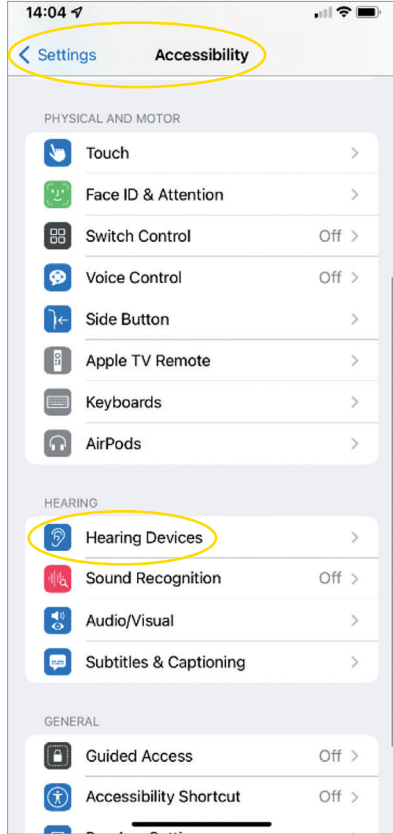 14:04
Settings Accessibility
PHYSICAL AND MOTOR
Touch
Face ID & Attention
Switch Control Off
Voice Control Off
Side Button
Apple TV Remote
Keyboards
AirPods
HEARING
Hearing Devices
Sound Recognition Off
Audio/Visual
Subtitles & Captioning
GENERAL
Guided Access Off
Accessibility Shortcut Off